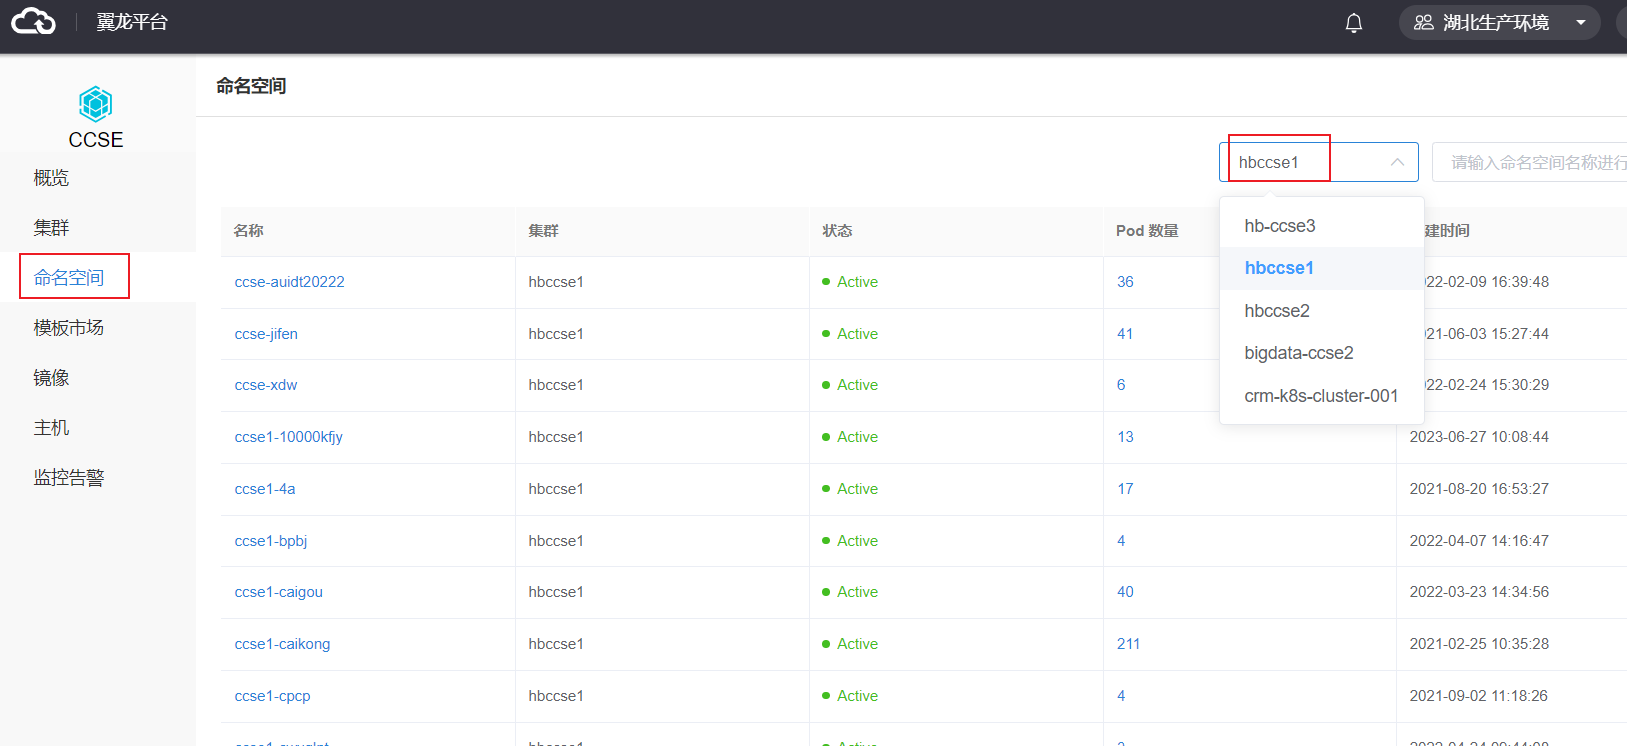 翼龙平台
湖北生产环境
CCSE
概览
集群
命名空间
模板市场
镜像
主机
监控告警
命名空间
hbccse1
请输入命名空间名称进行
hb-ccse3
hbccse1
hbccse2
bigdata-ccse2
crm-k8s-cluster-001
名称 集群 状态 Pod 数量 建时间
ccse-auidt20222 hbccse1 Active 36 22-02-09 16:39:48
ccse-jifen hbccse1 Active 41 21-06-03 15:27:44
ccse-xdw hbccse1 Active 6 22-02-24 15:30:29
ccse1-10000kfjy hbccse1 Active 13 2023-06-27 10:08:44
ccse1-4a hbccse1 Active 17 2021-08-20 16:53:27
ccse1-bpbj hbccse1 Active 4 2022-04-07 14:16:47
ccse1-caigou hbccse1 Active 40 2022-03-23 14:34:56
ccse1-caikong hbccse1 Active 211 2021-02-25 10:35:28
ccse1-cpcp hbccse1 Active 4 2021-09-02 11:18:26
hbccse1 Active